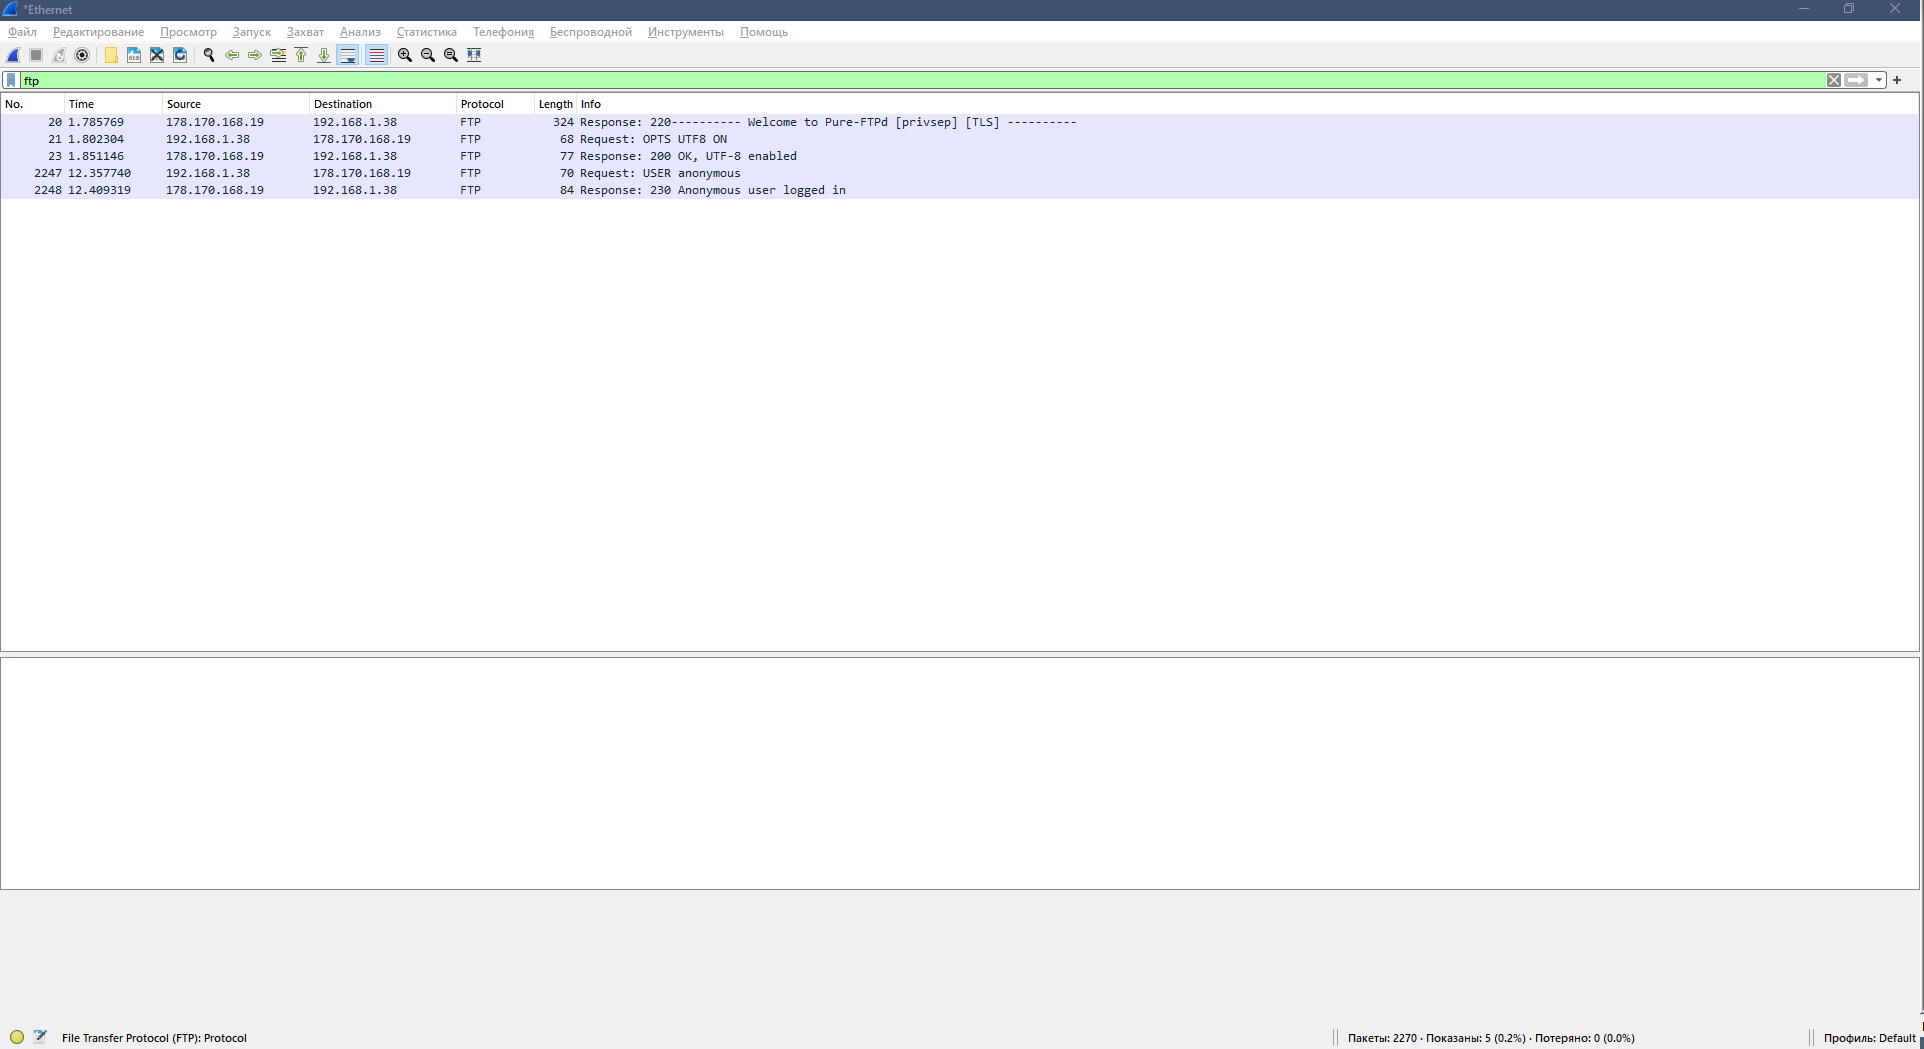 *Ethernet
Файл Редактирование Просмотр Запуск Захват Анализ Статистика Телефония Беспроводной Инструменты Помощь
ftp
No. Time Source Destination Protocol Length Info
20 1.785769 178.170.168.19 192.168.1.38 FTP 324 Response: 220---------- Welcome to Pure-FTPd [privsep] [TLS] ----------
21 1.802304 192.168.1.38 178.170.168.19 FTP 68 Request: OPTS UTF8 ON
23 1.851146 178.170.168.19 192.168.1.38 FTP 77 Response: 200 OK, UTF-8 enabled
2247 12.357740 192.168.1.38 178.170.168.19 FTP 70 Request: USER anonymous
2248 12.409319 178.170.168.19 192.168.1.38 FTP 84 Response: 230 Anonymous user logged in
File Transfer Protocol (FTP): Protocol Пакеты: 2270 · Показаны: 5 (0.2%) · Потеряно: 0 (0.0%) Профиль: Default